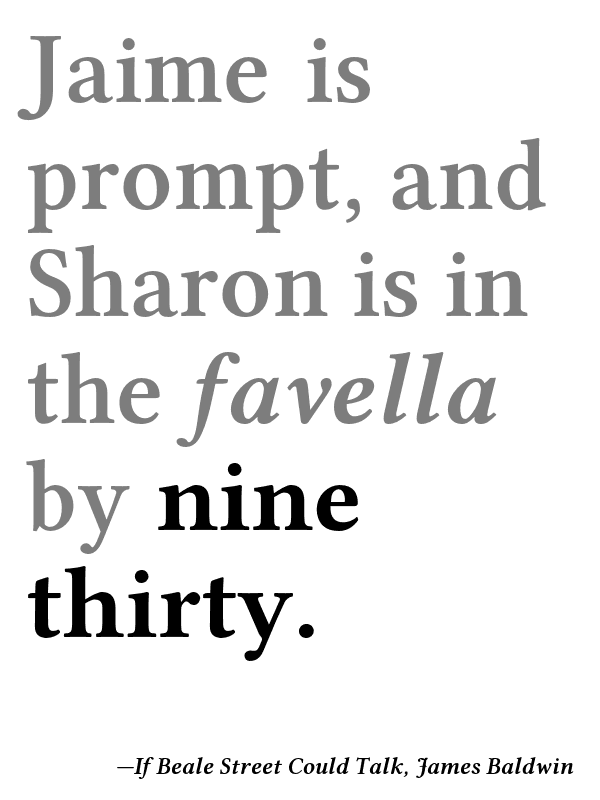 Jaime is
prompt, and
Sharon is in
the favella
by nine
thirty.
—If Beale Street Could Talk, James Baldwin